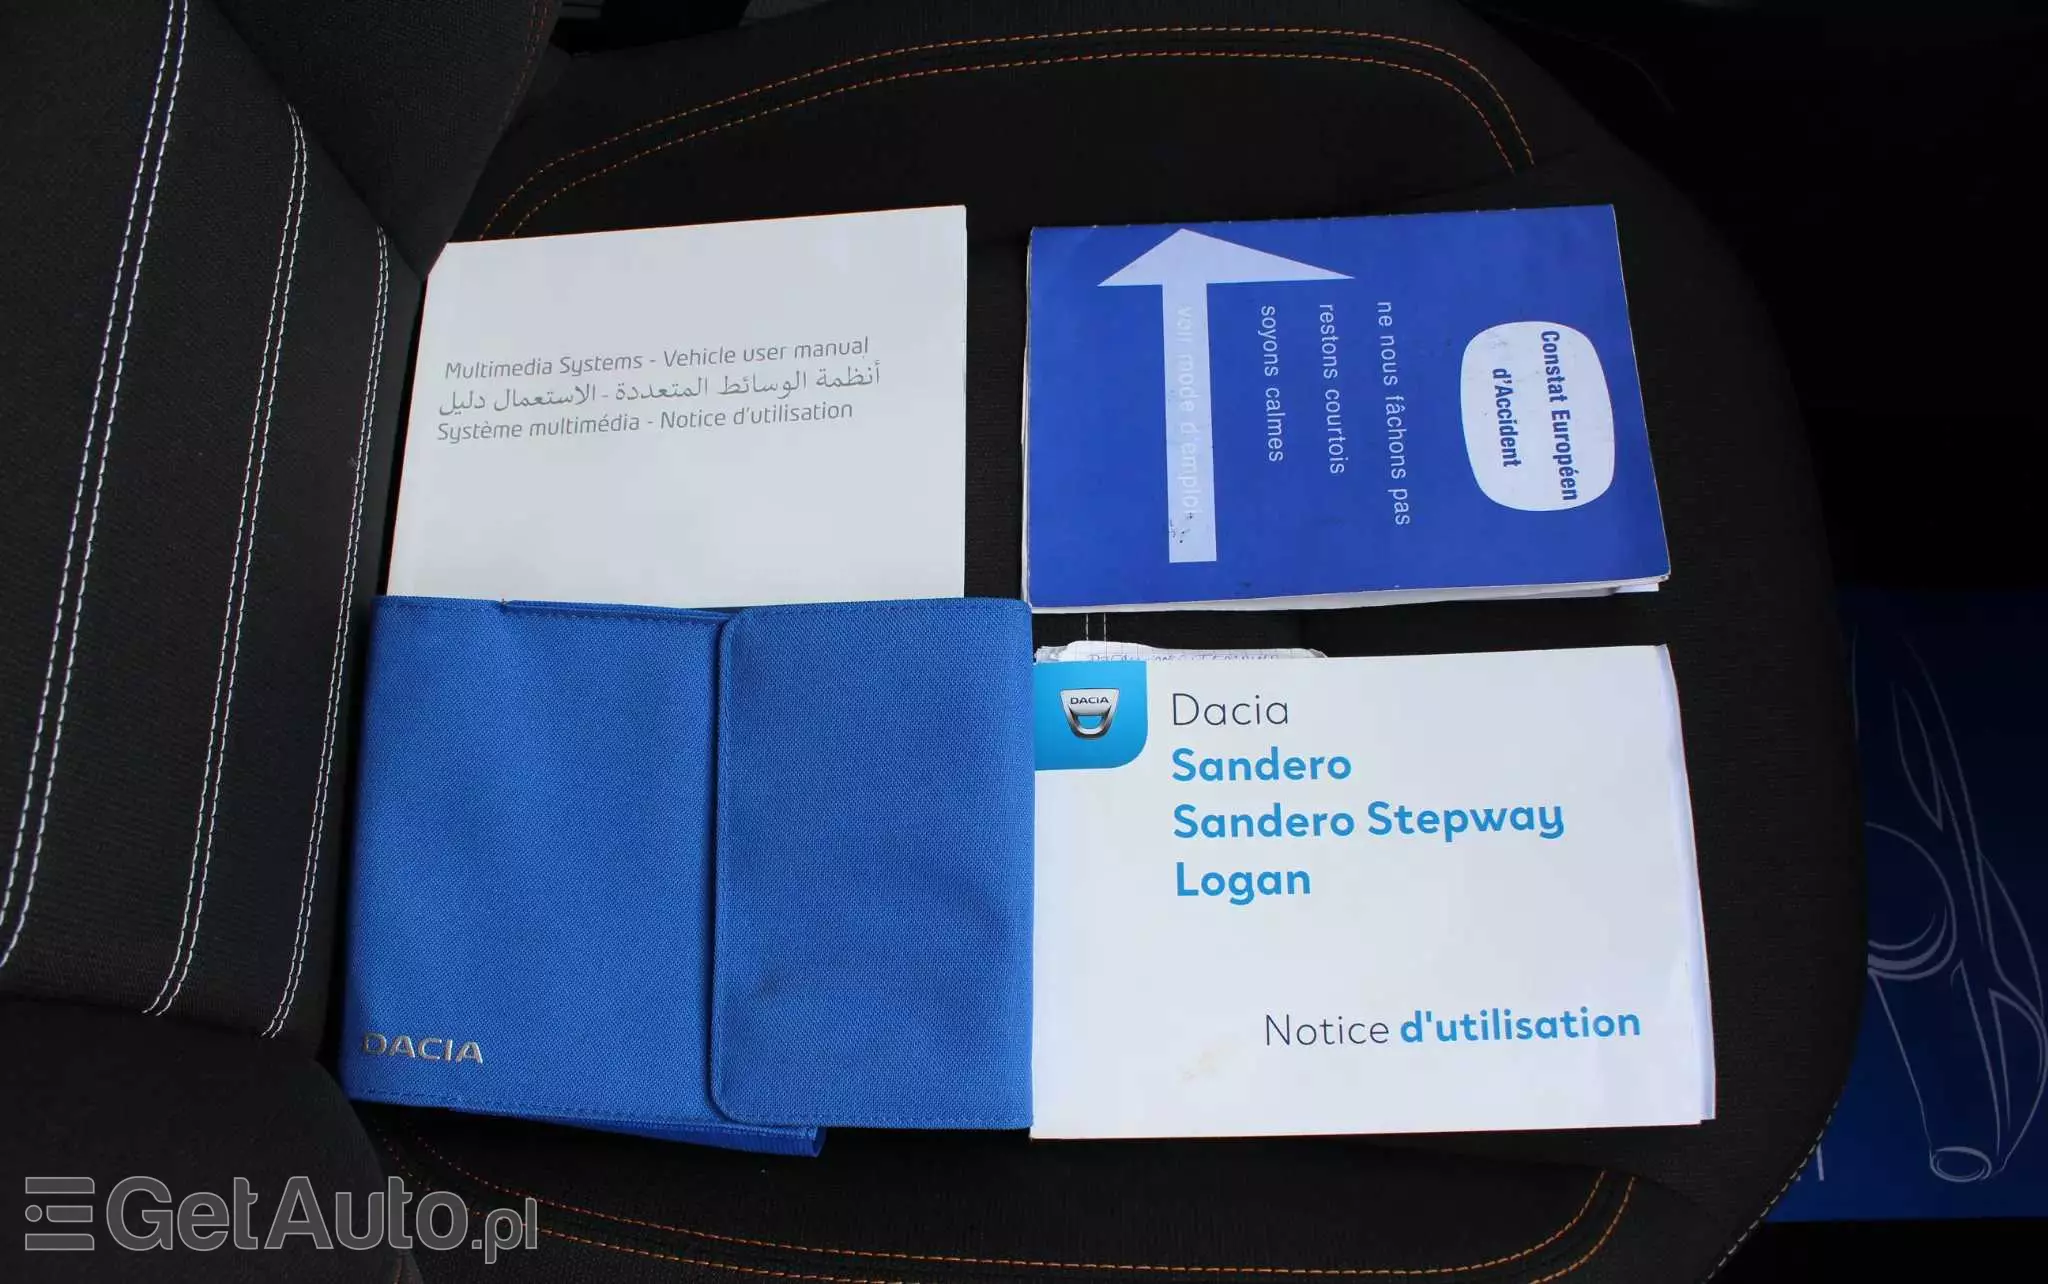 Multimedia Systems - Vehicle user manual
أنظمة الوسائط المتعددة - الاستعمال دليل
Système multimédia - Notice d'utilisation
Constat Européen
d'Accident
ne nous fâchons pas
restons courtois
soyons calmes
voir mode d'emploi
DACIA
DACIA
Dacia
Sandero
Sandero Stepway
Logan
Notice d'utilisation
GetAuto.pl